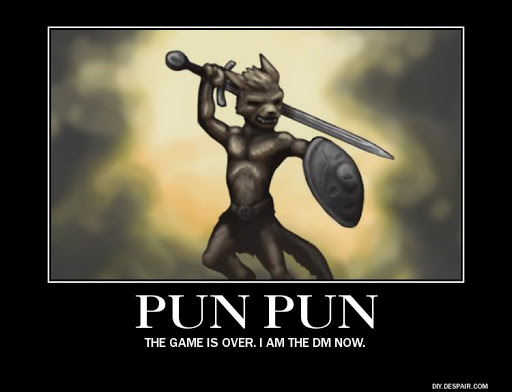 PUN PUN
THE GAME IS OVER. I AM THE DM NOW.
DIY.DESPAIR.COM